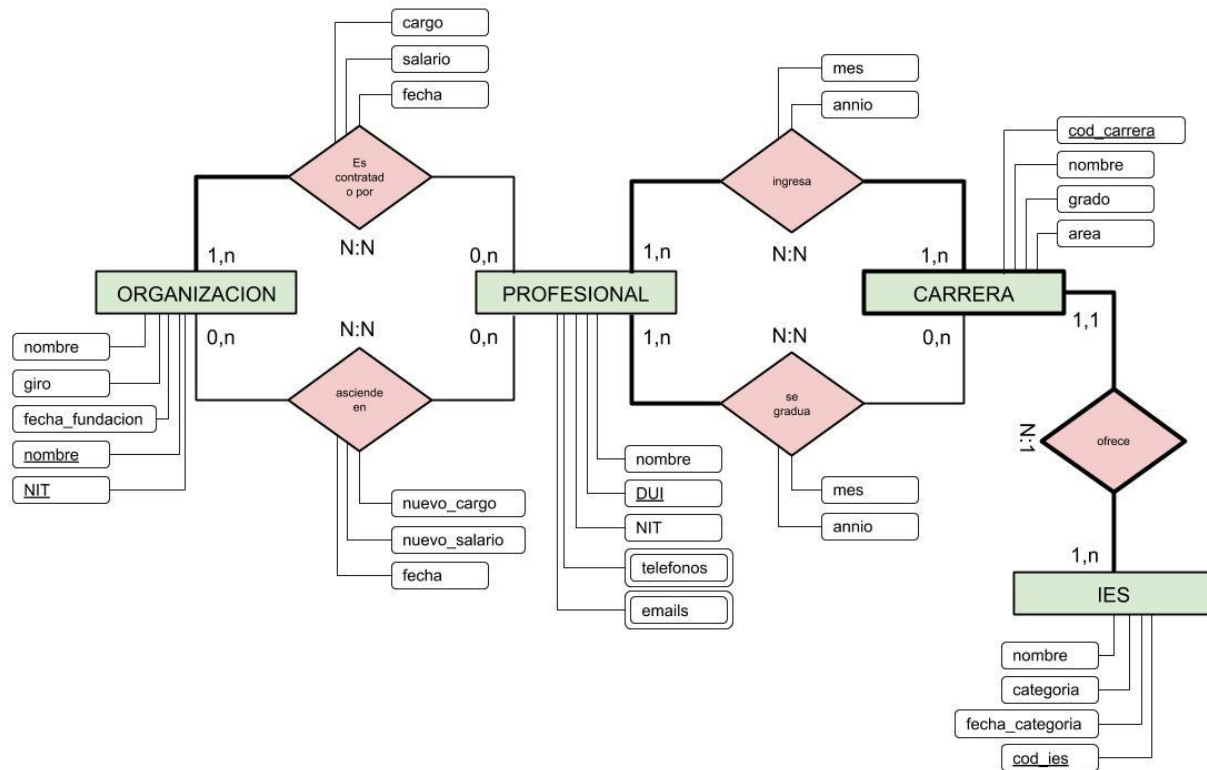 cargo
salario
fecha
Es
contratad
o por
N:N
1,n
0,n
mes
annio
ingresa
N:N
1,n
1,n
cod_carrera
nombre
grado
area
ORGANIZACION
PROFESIONAL
CARRERA
0,n
N:N
0,n
1,n
N:N
0,n
1,1
nombre
giro
fecha_fundacion
nombre
NIT
asciende
en
nuevo_cargo
nuevo_salario
fecha
se
gradua
nombre
DUI
NIT
telefonos
emails
mes
annio
N:1
ofrece
1,n
IES
nombre
categoria
fecha_categoria
cod_ies